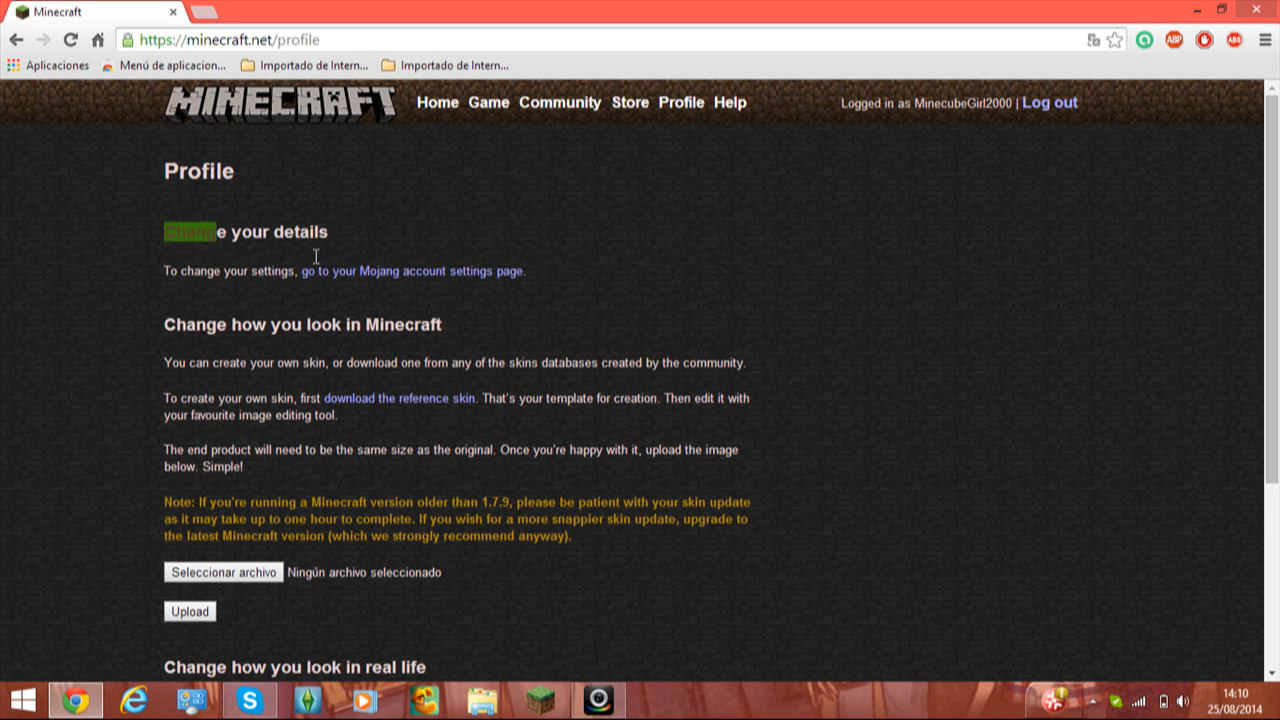 Minecraft
https://minecraft.net/profile
ABP
ABS
Aplicaciones
Menú de aplicacion...
Importado de Intern...
Importado de Intern...
MINECRAFT
Home Game Community Store Profile Help
Logged in as MinecubeGirl2000 | Log out
Profile
Change your details
To change your settings, go to your Mojang account settings page.
Change how you look in Minecraft
You can create your own skin, or download one from any of the skins databases created by the community.
To create your own skin, first download the reference skin. That's your template for creation. Then edit it with
your favourite image editing tool.
The end product will need to be the same size as the original. Once you're happy with it, upload the image
below. Simple!
Note: If you're running a Minecraft version older than 1.7.9, please be patient with your skin update
as it may take up to one hour to complete. If you wish for a more snappier skin update, upgrade to
the latest Minecraft version (which we strongly recommend anyway).
Seleccionar archivo Ningún archivo seleccionado
Upload
Change how you look in real life
14:10
25/08/2014